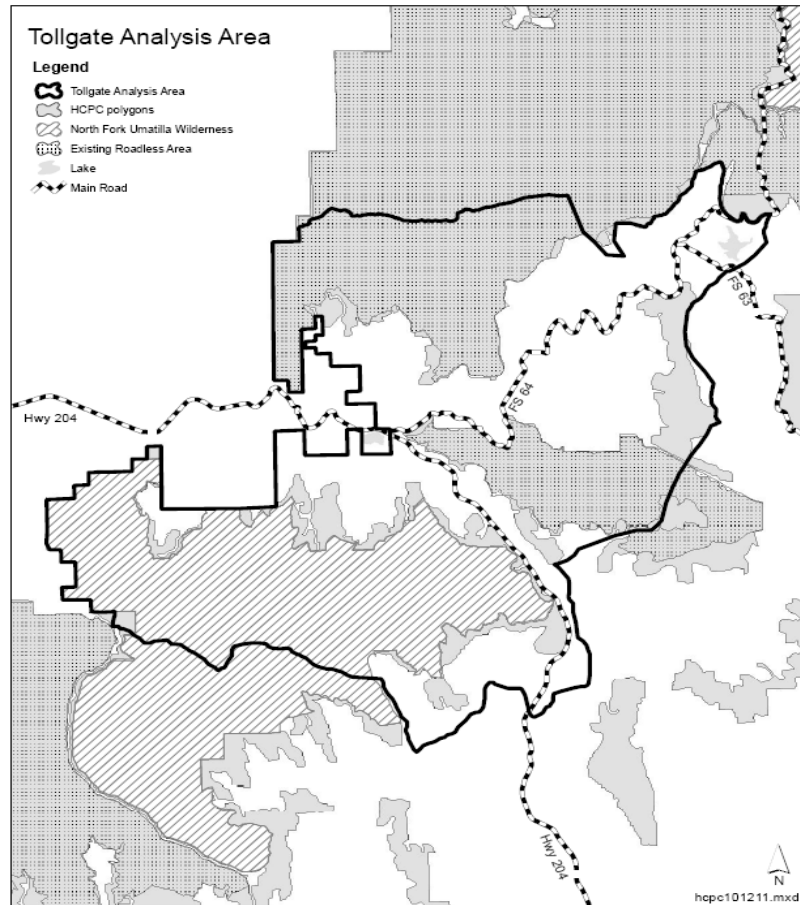 Tollgate Analysis Area
Legend
Tollgate Analysis Area
HCPC polygons
North Fork Umatilla Wilderness
Existing Roadless Area
Lake
Main Road
FS 63
FS 64
Hwy 204
Hwy 204
N
hcpc101211.mxd